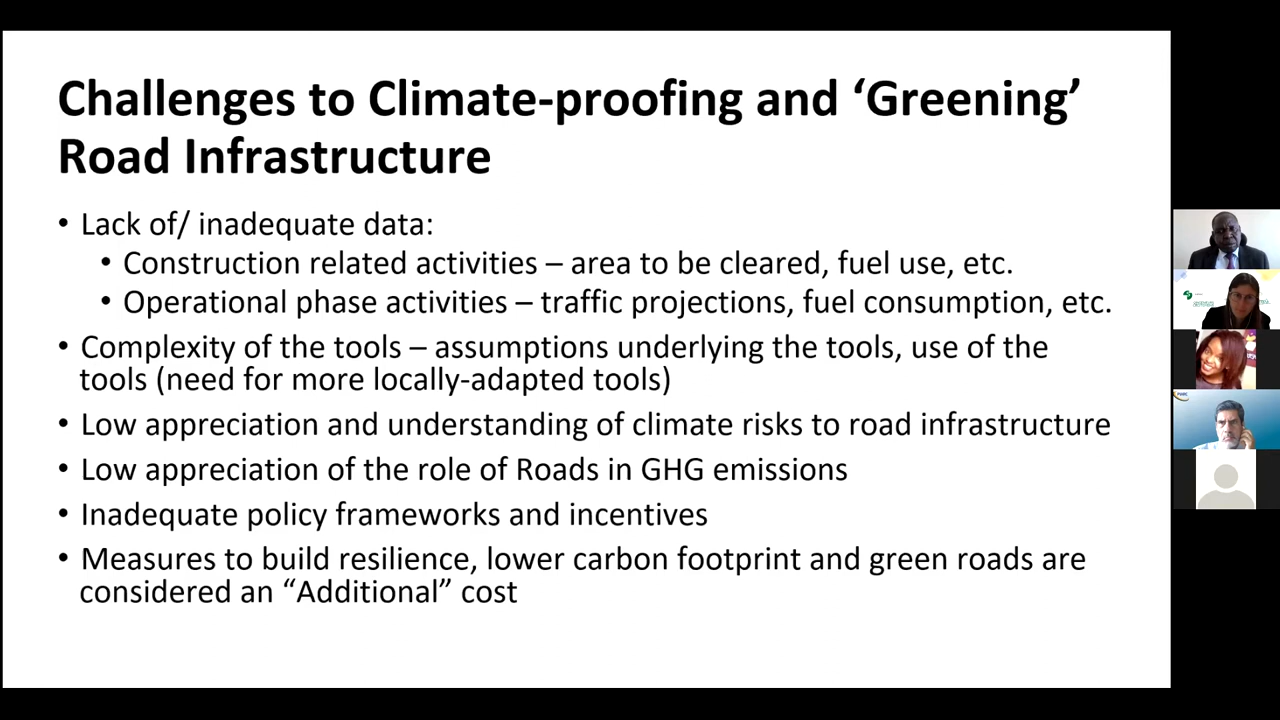 Challenges to Climate-proofing and ‘Greening’
Road Infrastructure
• Lack of/ inadequate data:
• Construction related activities – area to be cleared, fuel use, etc.
• Operational phase activities – traffic projections, fuel consumption, etc.
• Complexity of the tools – assumptions underlying the tools, use of the
tools (need for more locally-adapted tools)
• Low appreciation and understanding of climate risks to road infrastructure
• Low appreciation of the role of Roads in GHG emissions
• Inadequate policy frameworks and incentives
• Measures to build resilience, lower carbon footprint and green roads are
considered an “Additional” cost